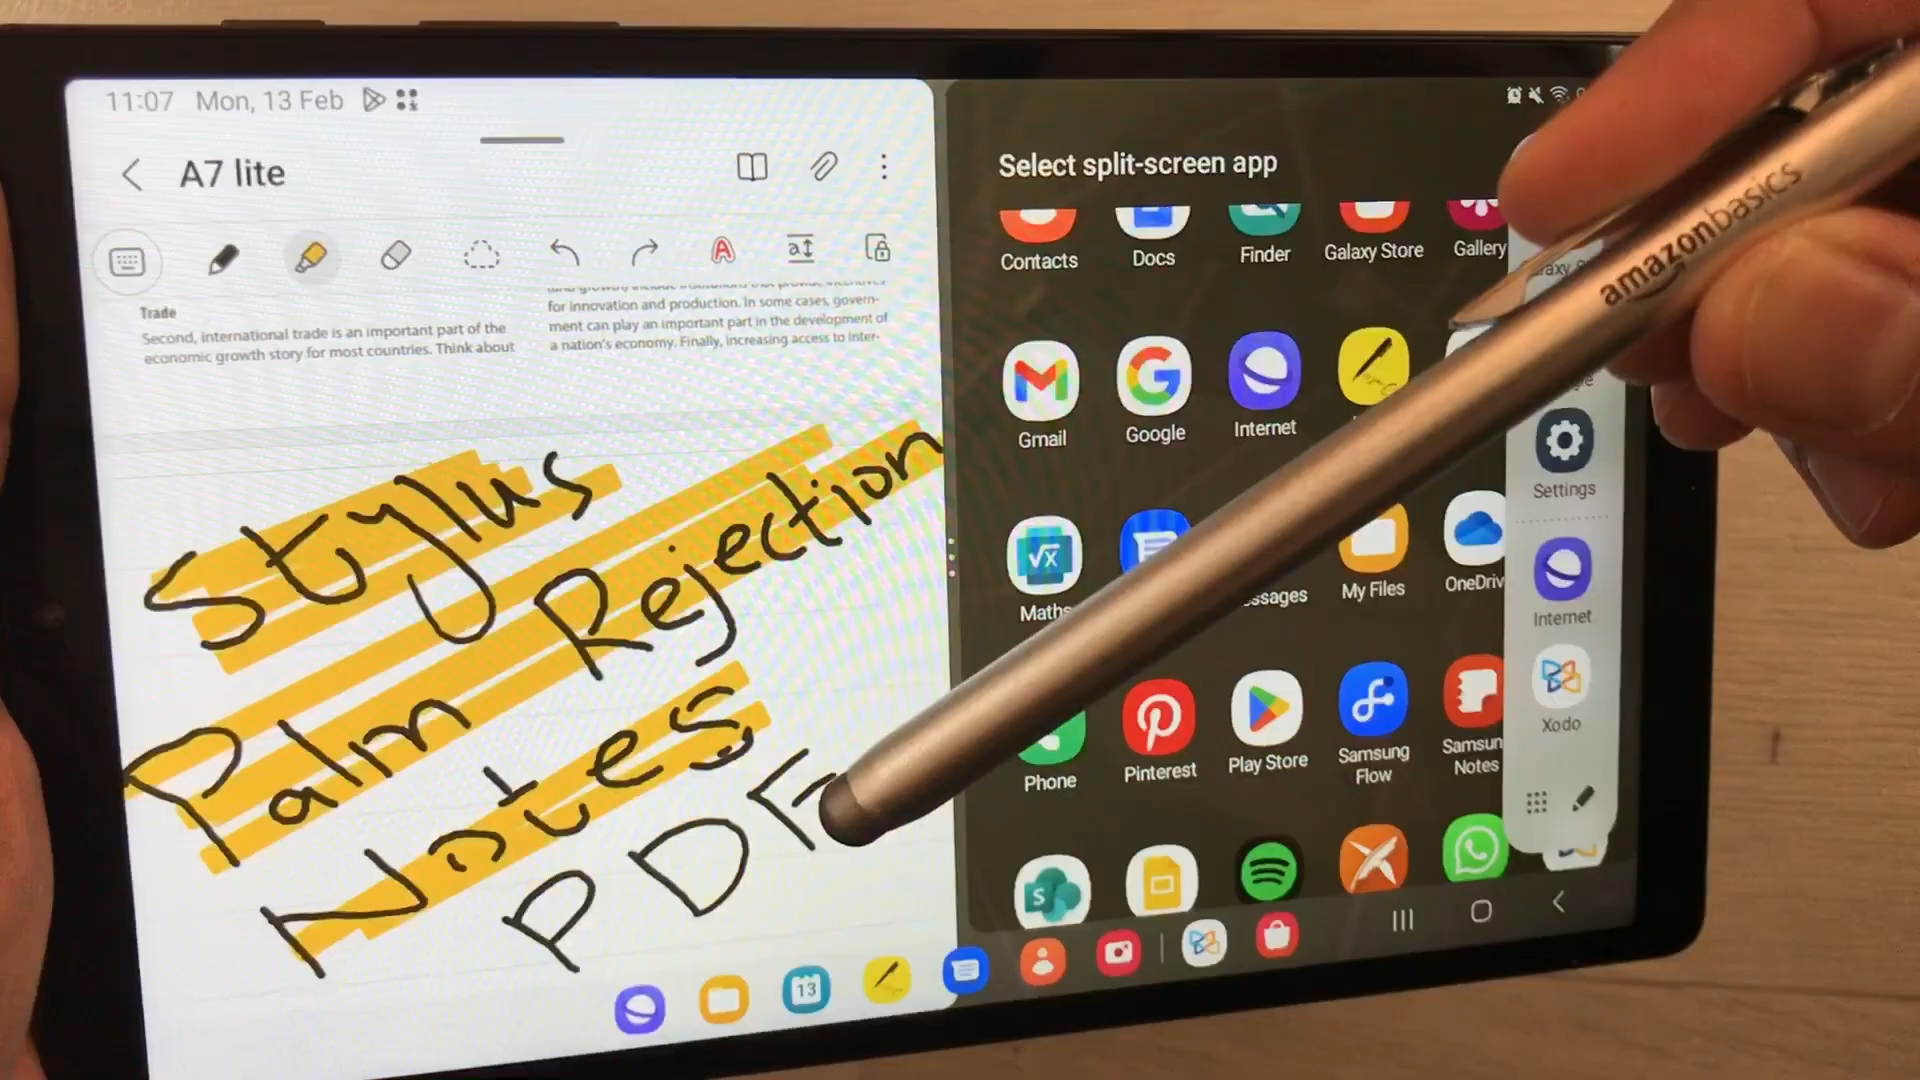 11:07 Mon, 13 Feb
A7 lite
Trade
Second, international trade is an important part of the
economic growth story for most countries. Think about
for innovation and production. In some cases, govern-
ment can play an important part in the development of
a nation's economy. Finally, increasing access to inter-
Stylus
Palm Rejection
Notes
PDF
Select split-screen app
Contacts Docs Finder Galaxy Store Gallery
Gmail Google Internet
Maths ssages My Files OneDriv
Phone Pinterest Play Store Samsung Flow Samsun Notes
Settings
Internet
Xodo
13
amazonbasics